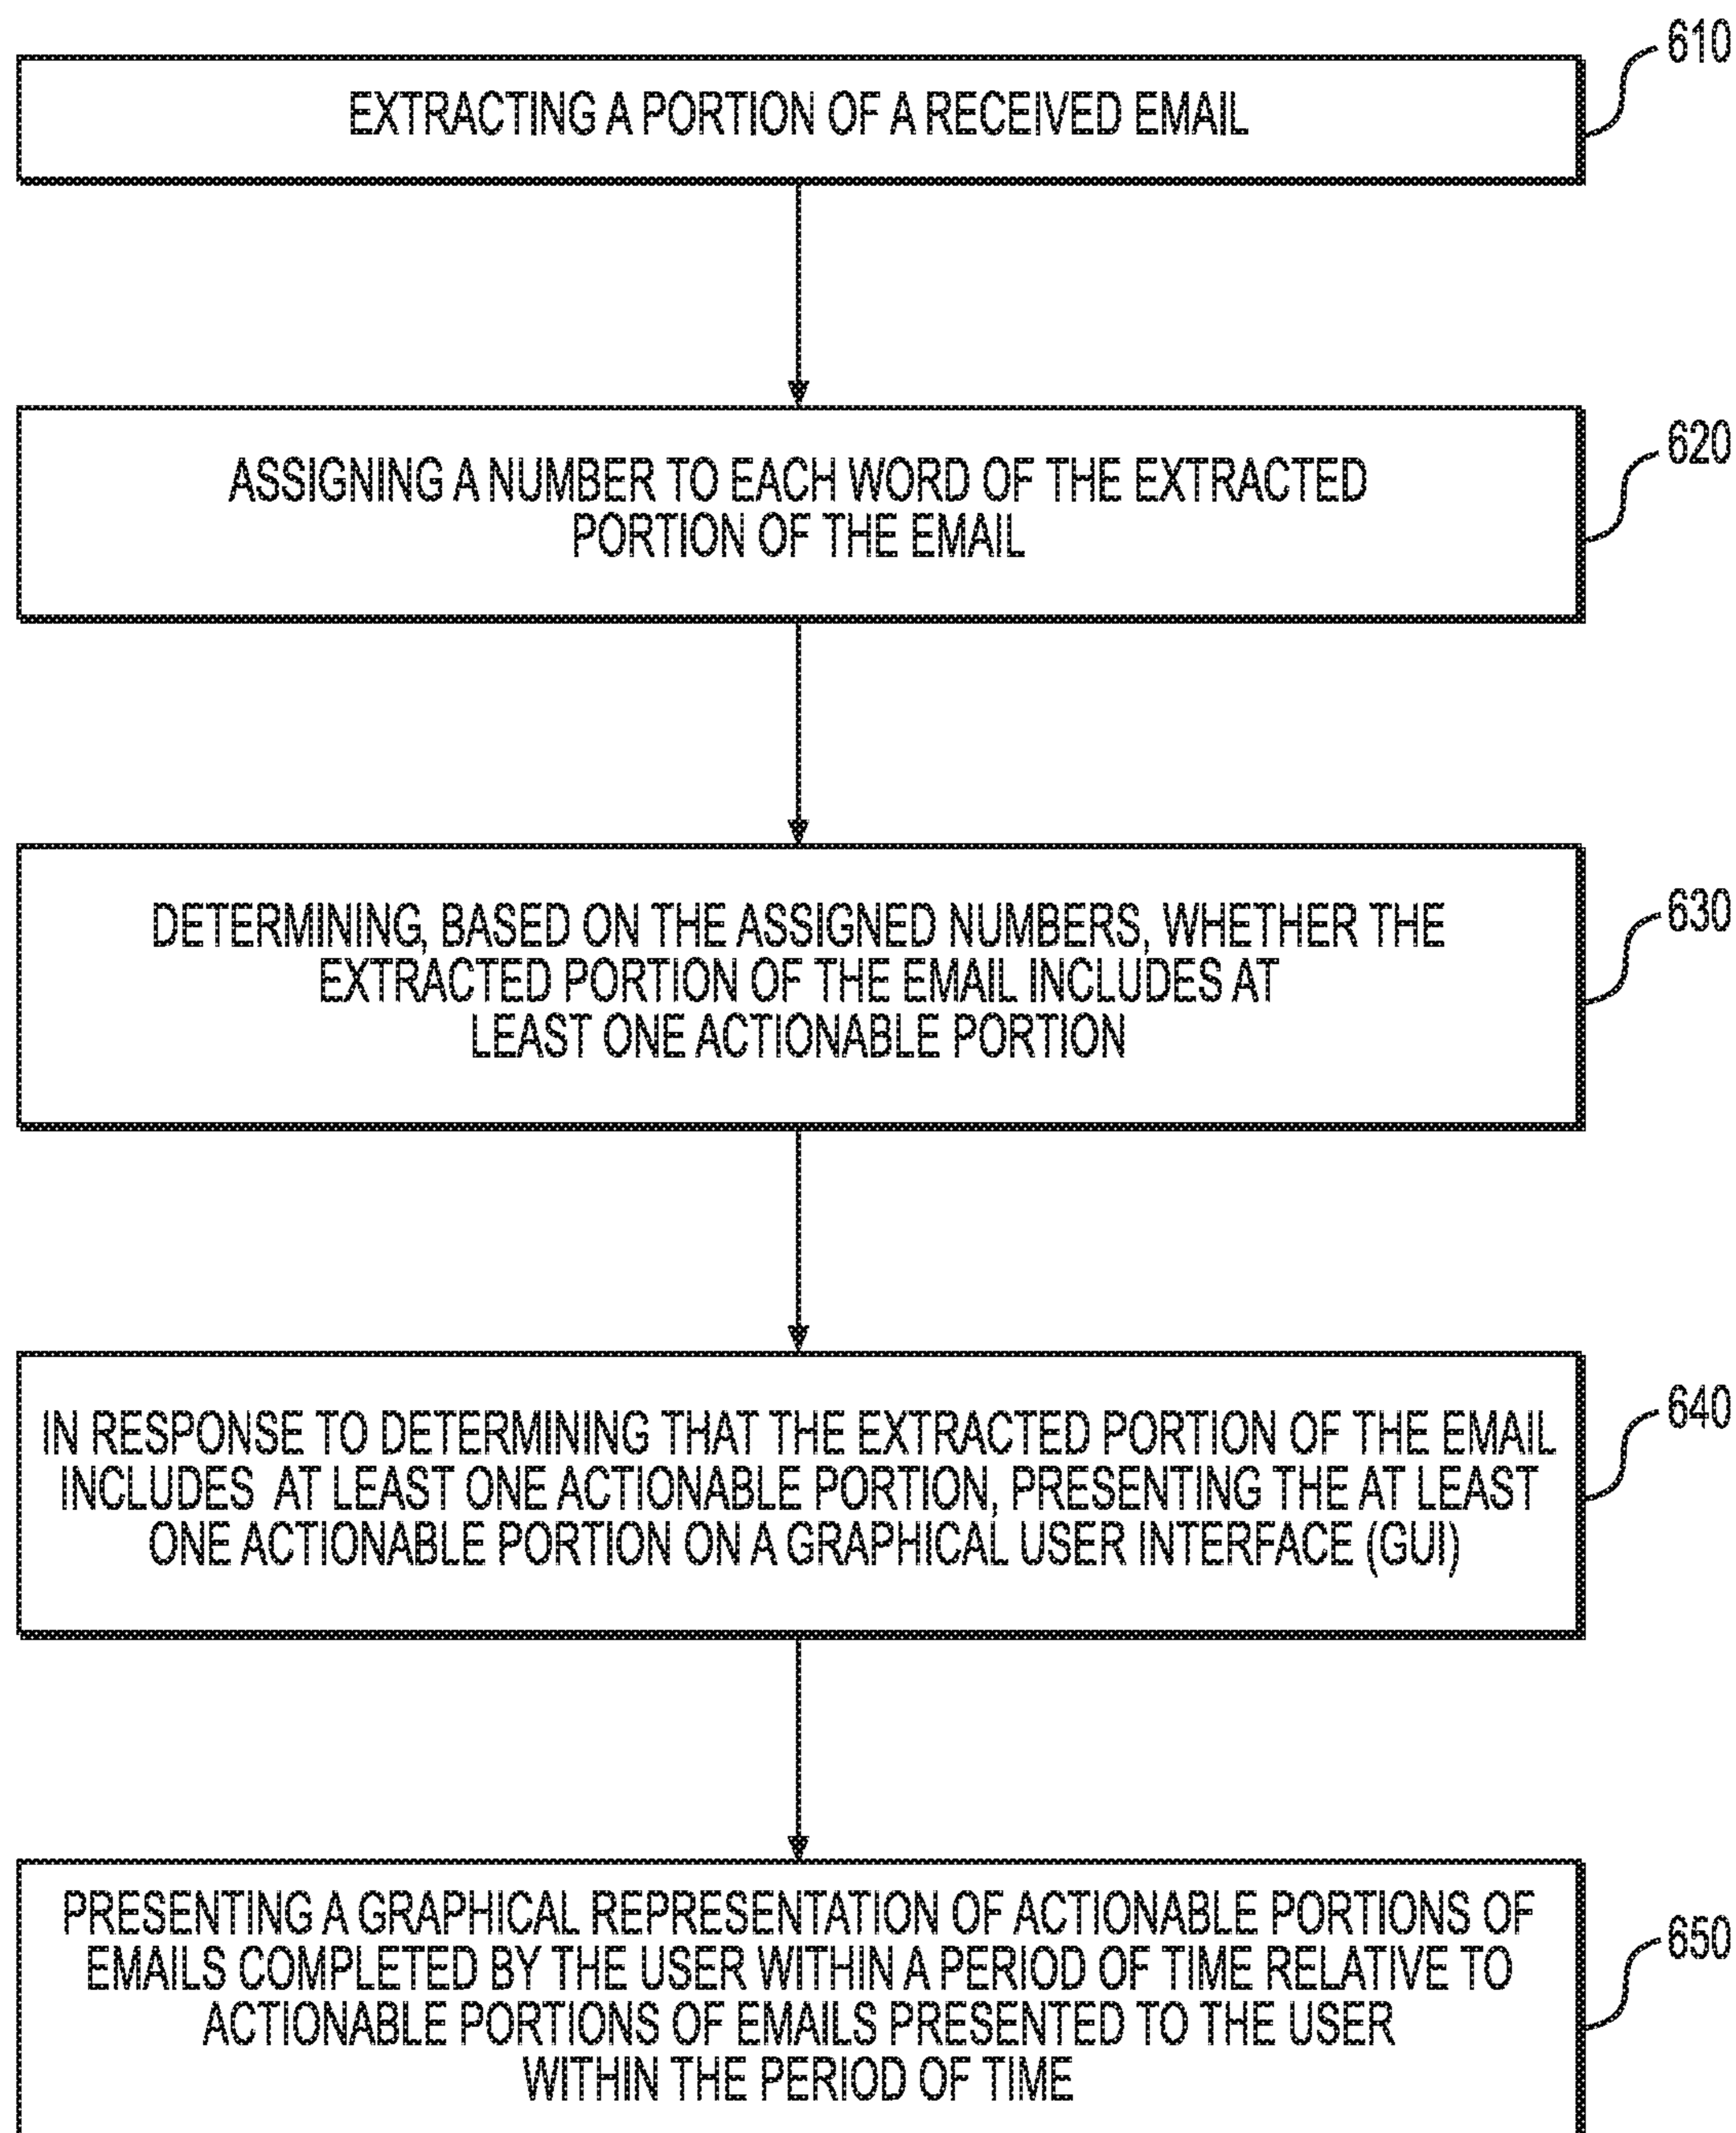 610
EXTRACTING A PORTION OF A RECEIVED EMAIL
620
ASSIGNING A NUMBER TO EACH WORD OF THE EXTRACTED
PORTION OF THE EMAIL
630
DETERMINING, BASED ON THE ASSIGNED NUMBERS, WHETHER THE
EXTRACTED PORTION OF THE EMAIL INCLUDES AT
LEAST ONE ACTIONABLE PORTION
640
IN RESPONSE TO DETERMINING THAT THE EXTRACTED PORTION OF THE EMAIL
INCLUDES AT LEAST ONE ACTIONABLE PORTION, PRESENTING THE AT LEAST
ONE ACTIONABLE PORTION ON A GRAPHICAL USER INTERFACE (GUI)
650
PRESENTING A GRAPHICAL REPRESENTATION OF ACTIONABLE PORTIONS OF
EMAILS COMPLETED BY THE USER WITHIN A PERIOD OF TIME RELATIVE TO
ACTIONABLE PORTIONS OF EMAILS PRESENTED TO THE USER
WITHIN THE PERIOD OF TIME